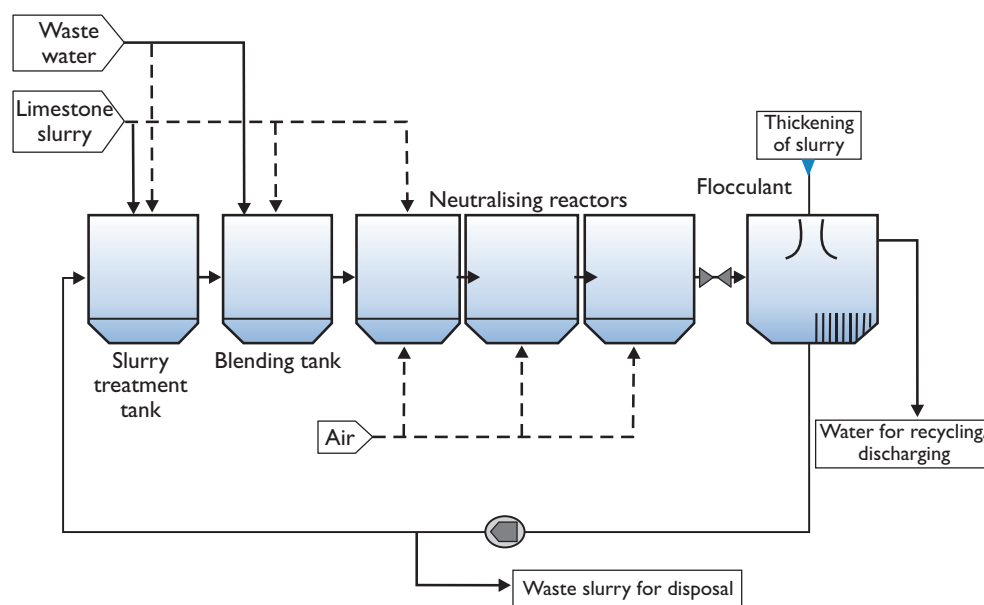 Waste
water
Limestone
slurry
Thickening
of slurry
Flocculant
Neutralising reactors
Slurry
treatment
tank
Blending tank
Air
Water for recycling,
discharging
Waste slurry for disposal